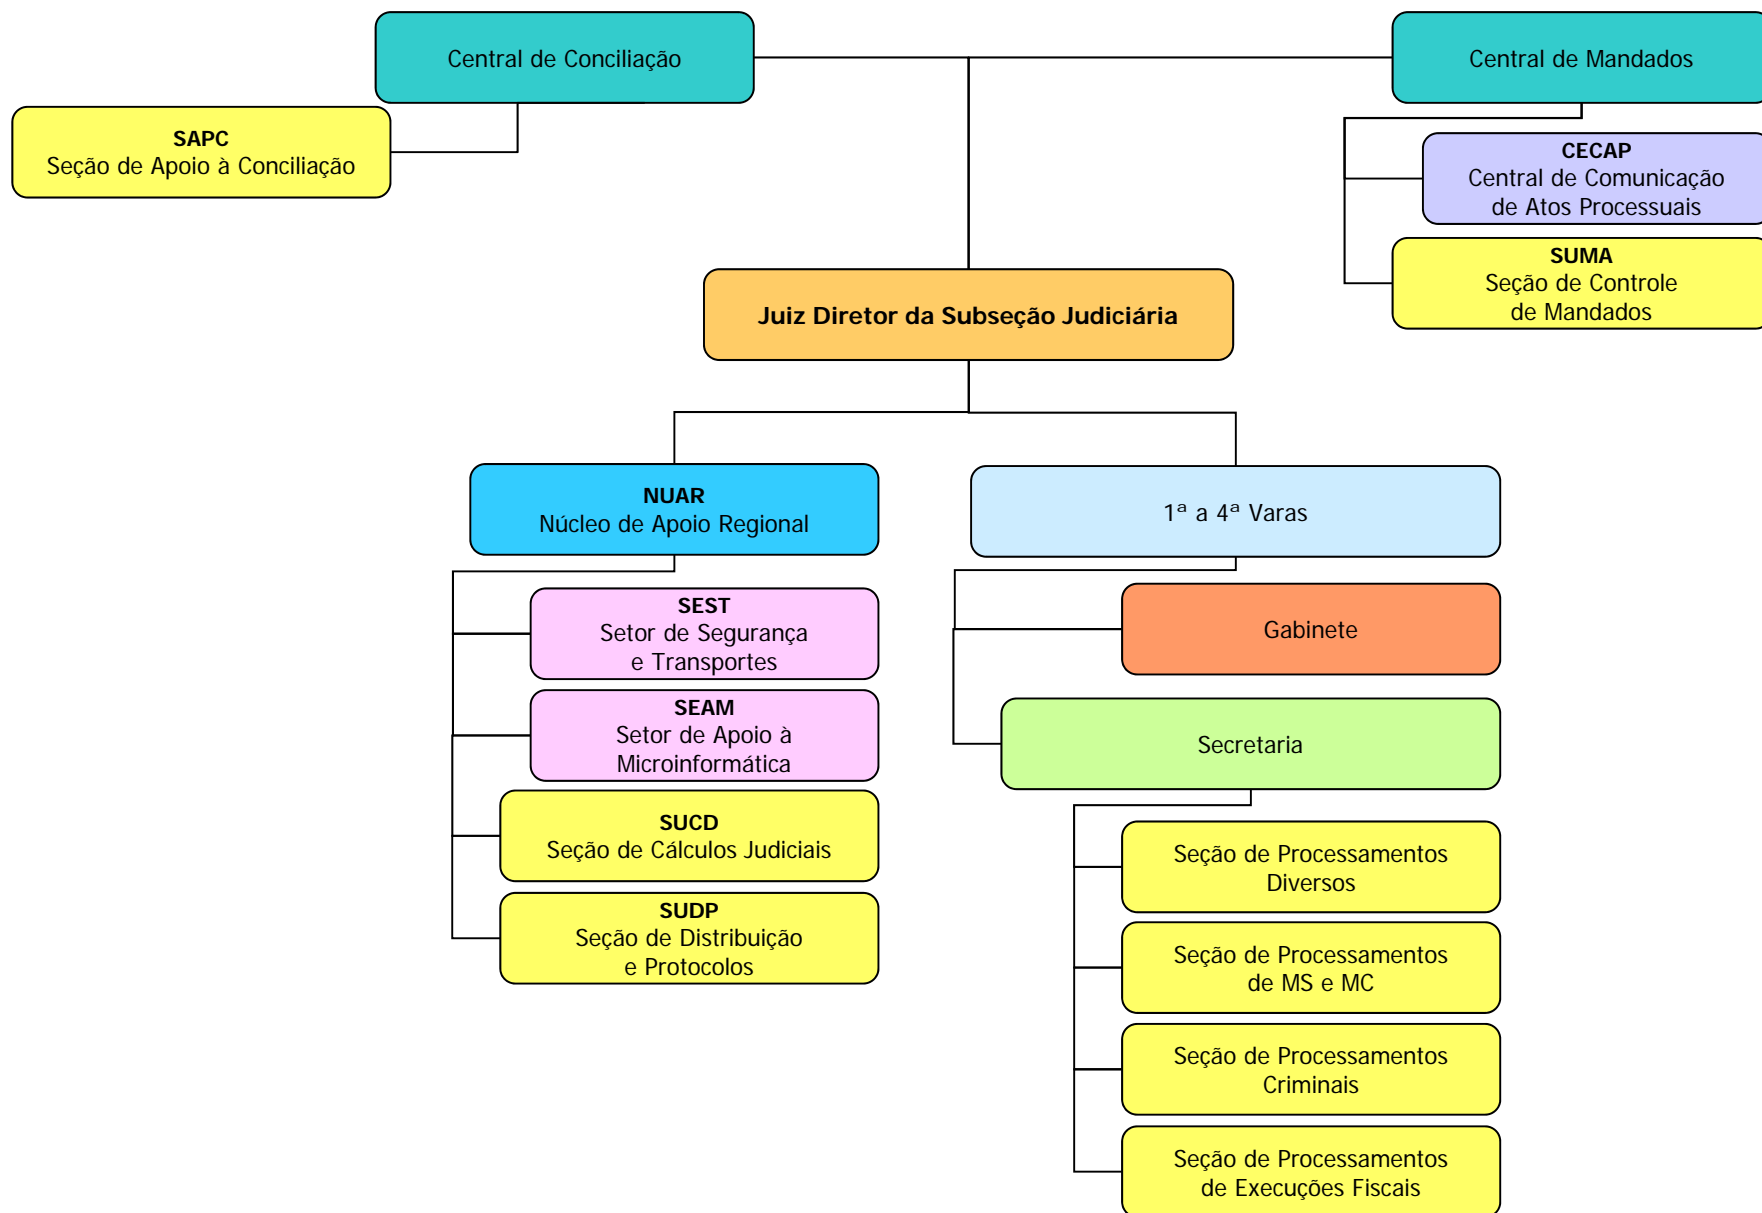 Central de Conciliação
Central de Mandados
SAPC
Seção de Apoio à Conciliação
CECAP
Central de Comunicação
de Atos Processuais
SUMA
Seção de Controle
de Mandados
Juiz Diretor da Subseção Judiciária
NUAR
Núcleo de Apoio Regional
SEST
Setor de Segurança
e Transportes
SEAM
Setor de Apoio à
Microinformática
SUCD
Seção de Cálculos Judiciais
SUDP
Seção de Distribuição
e Protocolos
1ª a 4ª Varas
Gabinete
Secretaria
Seção de Processamentos
Diversos
Seção de Processamentos
de MS e MC
Seção de Processamentos
Criminais
Seção de Processamentos
de Execuções Fiscais